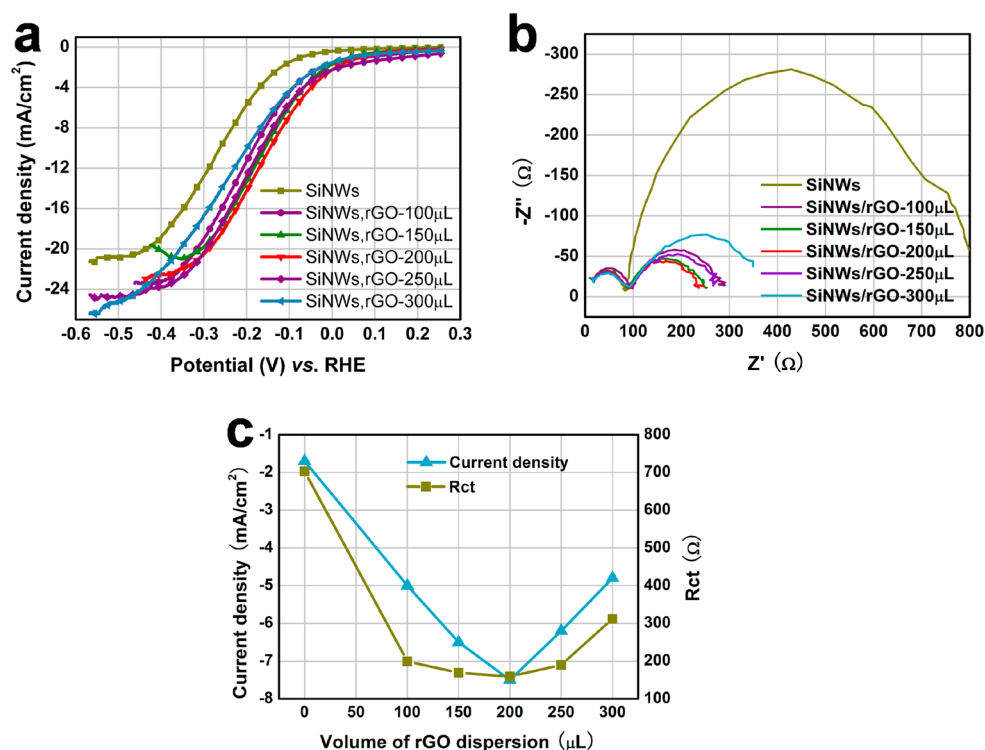 a
Current density (mA/cm²)
0
-4
-8
-12
-16
-20
-24
SiNWs
SiNWs,rGO-100μL
SiNWs,rGO-150μL
SiNWs,rGO-200μL
SiNWs,rGO-250μL
SiNWs,rGO-300μL
-0.6 -0.5 -0.4 -0.3 -0.2 -0.1 0.0 0.1 0.2 0.3
Potential (V) vs. RHE
b
-Z'' (Ω)
-300
-250
-200
-150
-100
-50
0
SiNWs
SiNWs/rGO-100μL
SiNWs/rGO-150μL
SiNWs/rGO-200μL
SiNWs/rGO-250μL
SiNWs/rGO-300μL
0 100 200 300 400 500 600 700 800
Z' (Ω)
c
Current density (mA/cm²)
-1
-2
-3
-4
-5
-6
-7
-8
Current density
Rct
800
700
600
500
400
300
200
100
Rct (Ω)
0 50 100 150 200 250 300
Volume of rGO dispersion (μL)